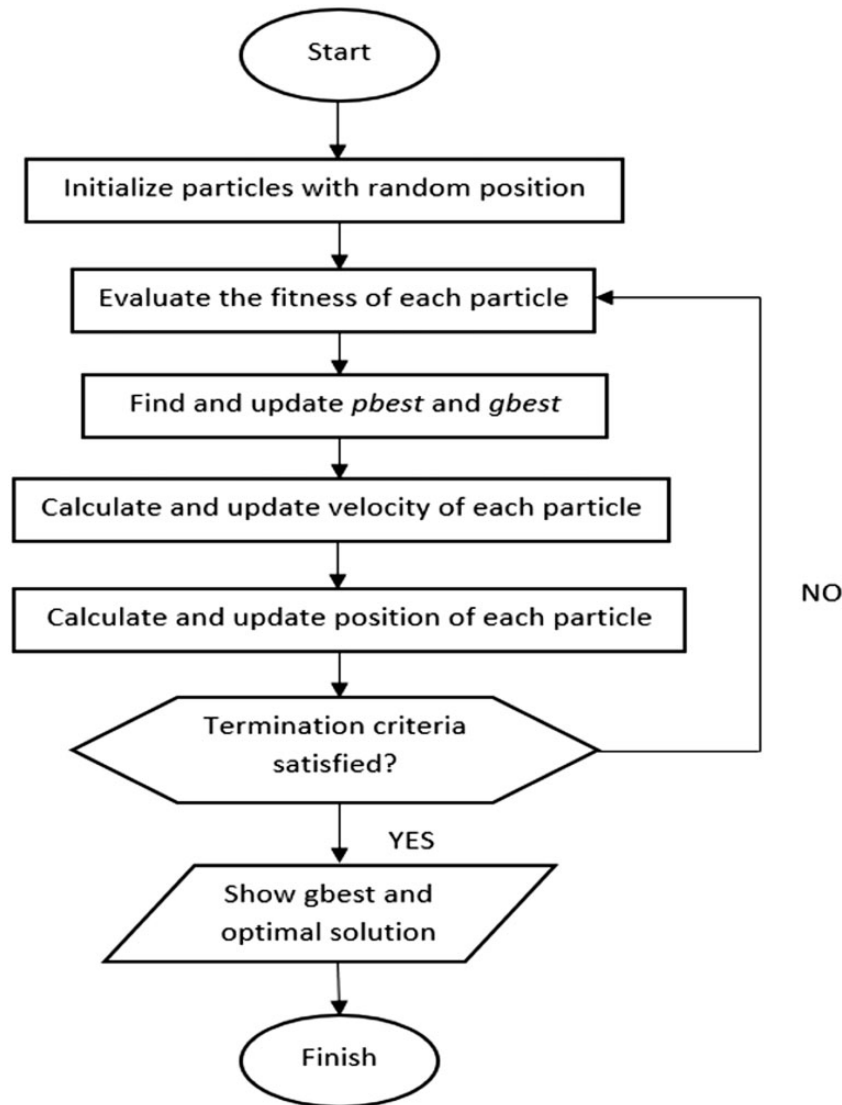 Start
Initialize particles with random position
Evaluate the fitness of each particle
Find and update pbest and gbest
Calculate and update velocity of each particle
Calculate and update position of each particle
NO
Termination criteria
satisfied?
YES
Show gbest and
optimal solution
Finish